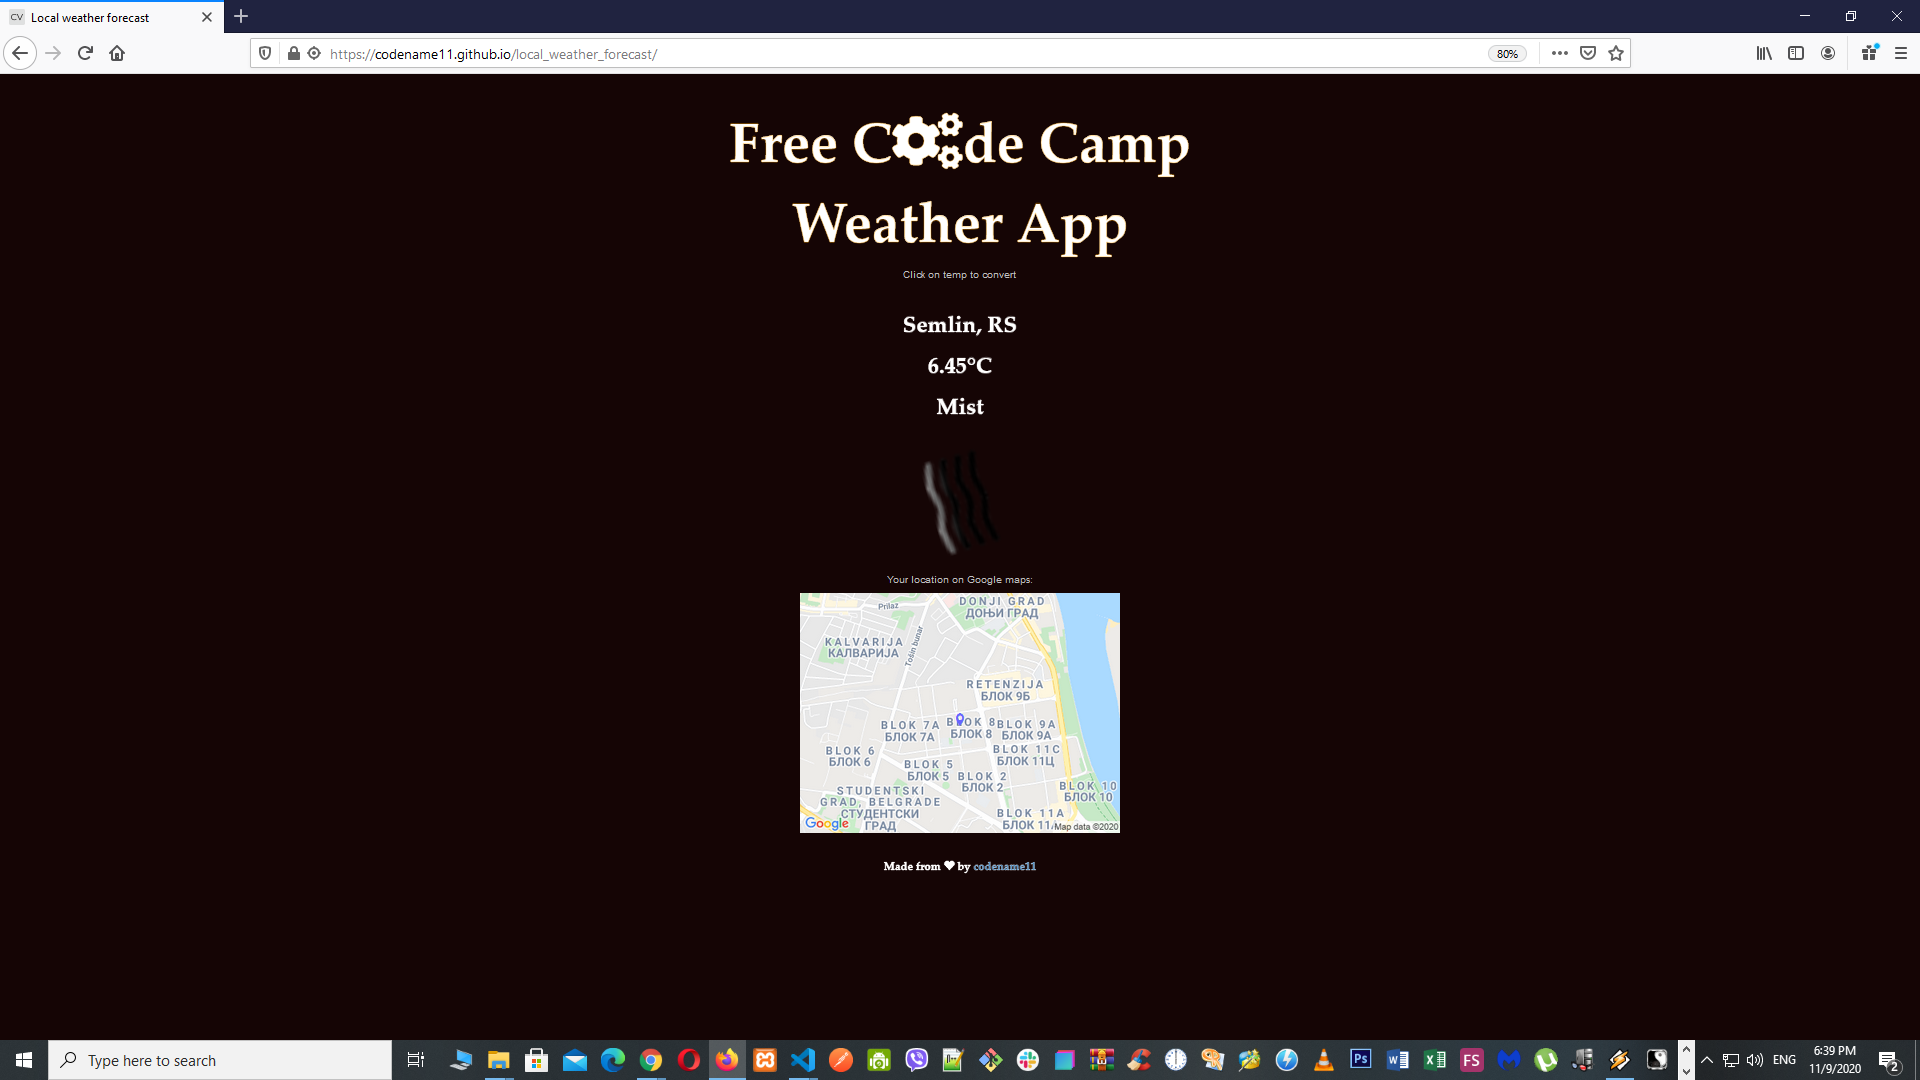 CV Local weather forecast
https://codename11.github.io/local_weather_forecast/ 80%
Free C de Camp
Weather App
Click on temp to convert
Semlin, RS
6.45°C
Mist
Your location on Google maps:
Prilaz
DONJI GRAD
ДОЊИ ГРАД
KALVARIJA
КАЛВАРИЈА
Tošin bunar
RETENZIJA
БЛОК 9Б
BLOK 7A
БЛОК 7А
BLOK 8
БЛОК 8
BLOK 9A
БЛОК 9А
BLOK 6
БЛОК 6
BLOK 11C
БЛОК 11Ц
BLOK 5
БЛОК 5
BLOK 2
БЛОК 2
BLOK 10
БЛОК 10
STUDENTSKI
GRAD, BELGRADE
СТУДЕНТСКИ
ГРАД
BLOK 11A
БЛОК 11
Google
Map data ©2020
Made from ❤ by codename11
Type here to search
Ps
FS
ENG
6:39 PM
11/9/2020
2